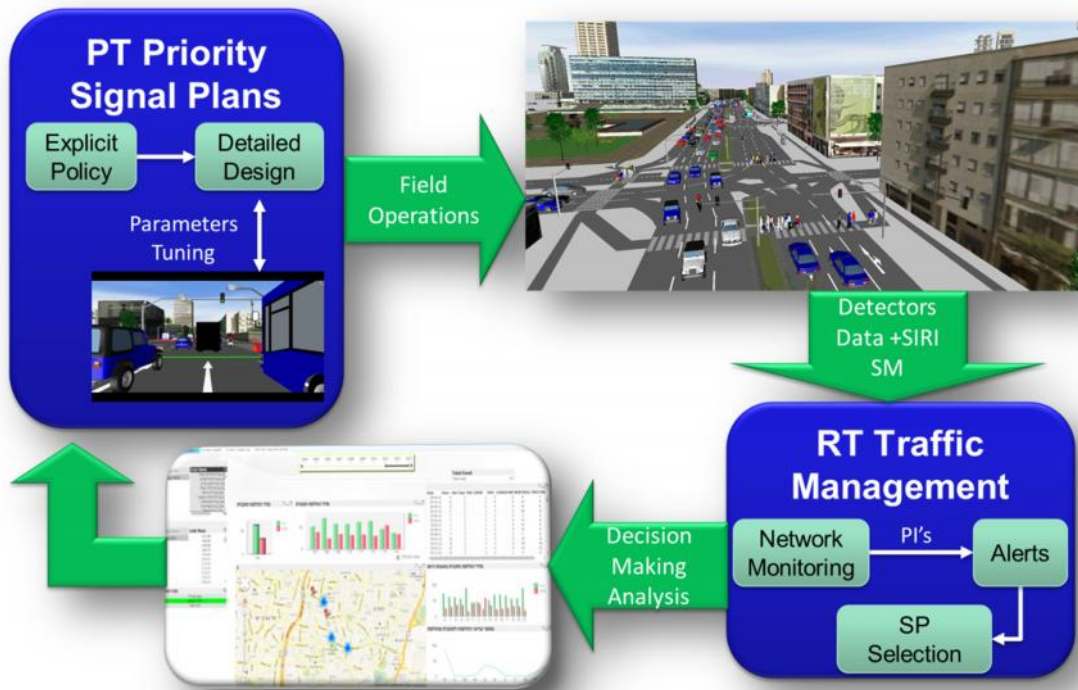 PT Priority
Signal Plans
Explicit
Policy
Detailed
Design
Parameters
Tuning
Field
Operations
Detectors
Data +SIRI
SM
RT Traffic
Management
Network
Monitoring
PI's
Alerts
SP
Selection
Decision
Making
Analysis